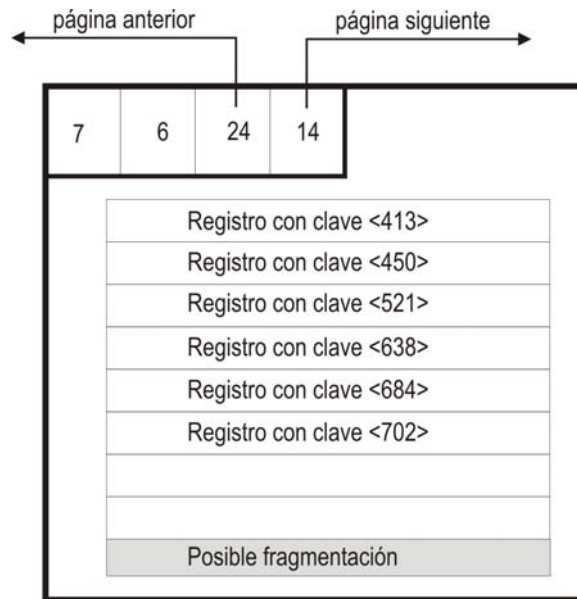 página anterior
página siguiente
7 6 24 14
Registro con clave <413>
Registro con clave <450>
Registro con clave <521>
Registro con clave <638>
Registro con clave <684>
Registro con clave <702>
Posible fragmentación